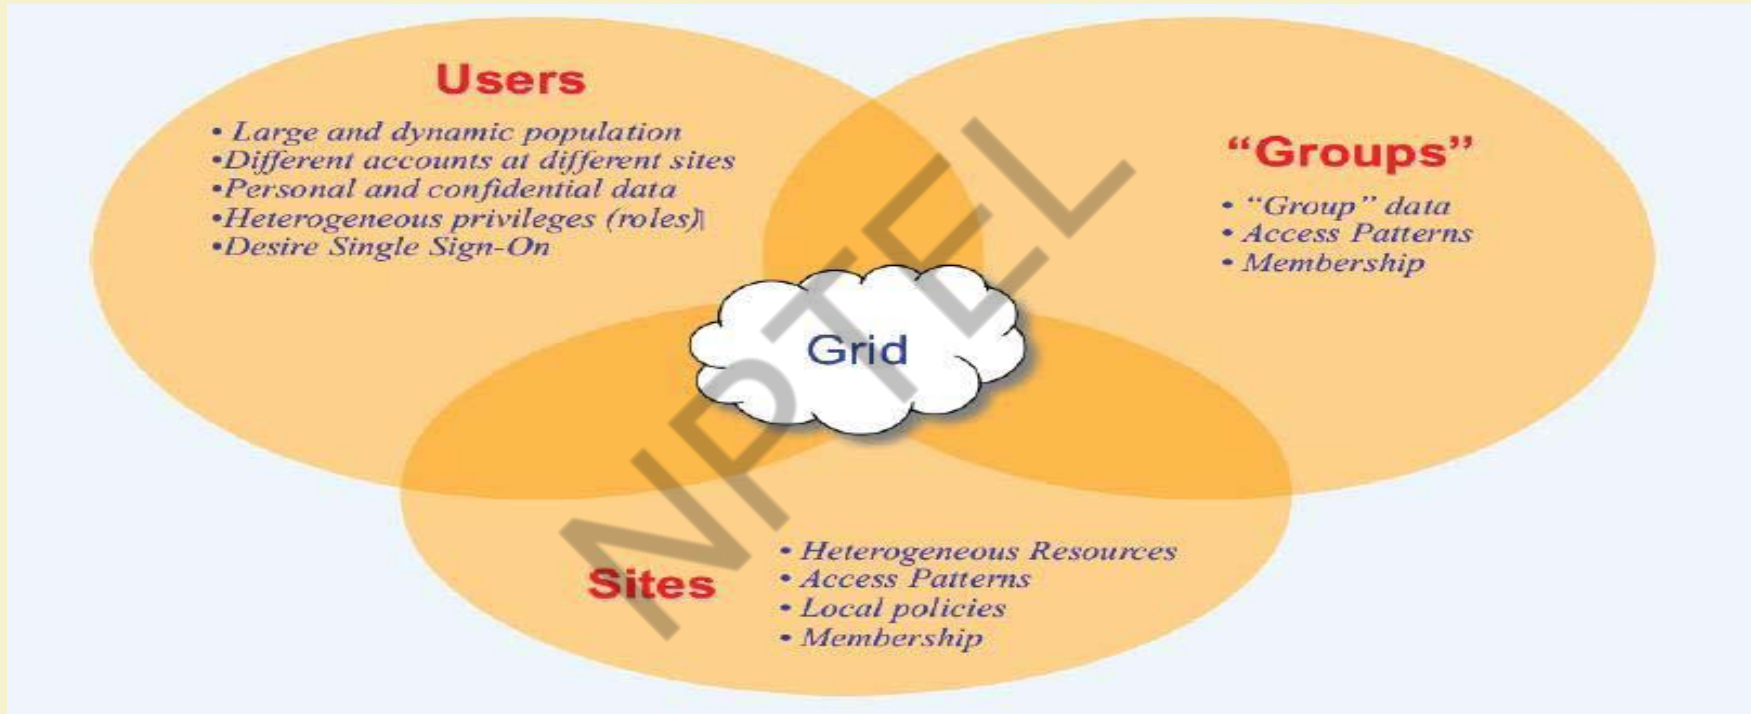 Users
• Large and dynamic population
•Different accounts at different sites
•Personal and confidential data
•Heterogeneous privileges (roles)
•Desire Single Sign-On
“Groups”
• “Group” data
• Access Patterns
• Membership
Grid
Sites
• Heterogeneous Resources
• Access Patterns
• Local policies
• Membership
NPTEL